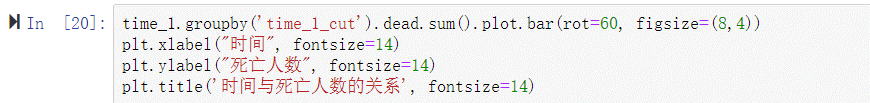 In [20]: time_1.groupby('time_1_cut').dead.sum().plot.bar(rot=60, figsize=(8,4))
plt.xlabel("时间", fontsize=14)
plt.ylabel("死亡人数", fontsize=14)
plt.title('时间与死亡人数的关系', fontsize=14)